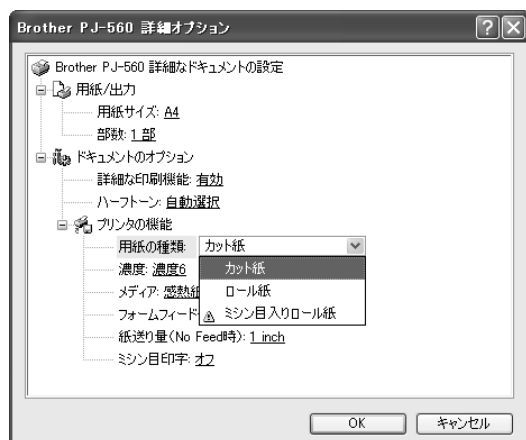 Brother PJ-560 詳細オプション
Brother PJ-560 詳細なドキュメントの設定
用紙/出力
用紙サイズ: A4
部数: 1 部
ドキュメントのオプション
詳細な印刷機能: 有効
ハーフトーン: 自動選択
プリンタの機能
用紙の種類: カット紙
カット紙
濃度: 濃度6
ロール紙
メディア: 感熱紙
ミシン目入りロール紙
フォームフィード
紙送り量(No Feed時): 1 inch
ミシン目印字: オフ
OK
キャンセル